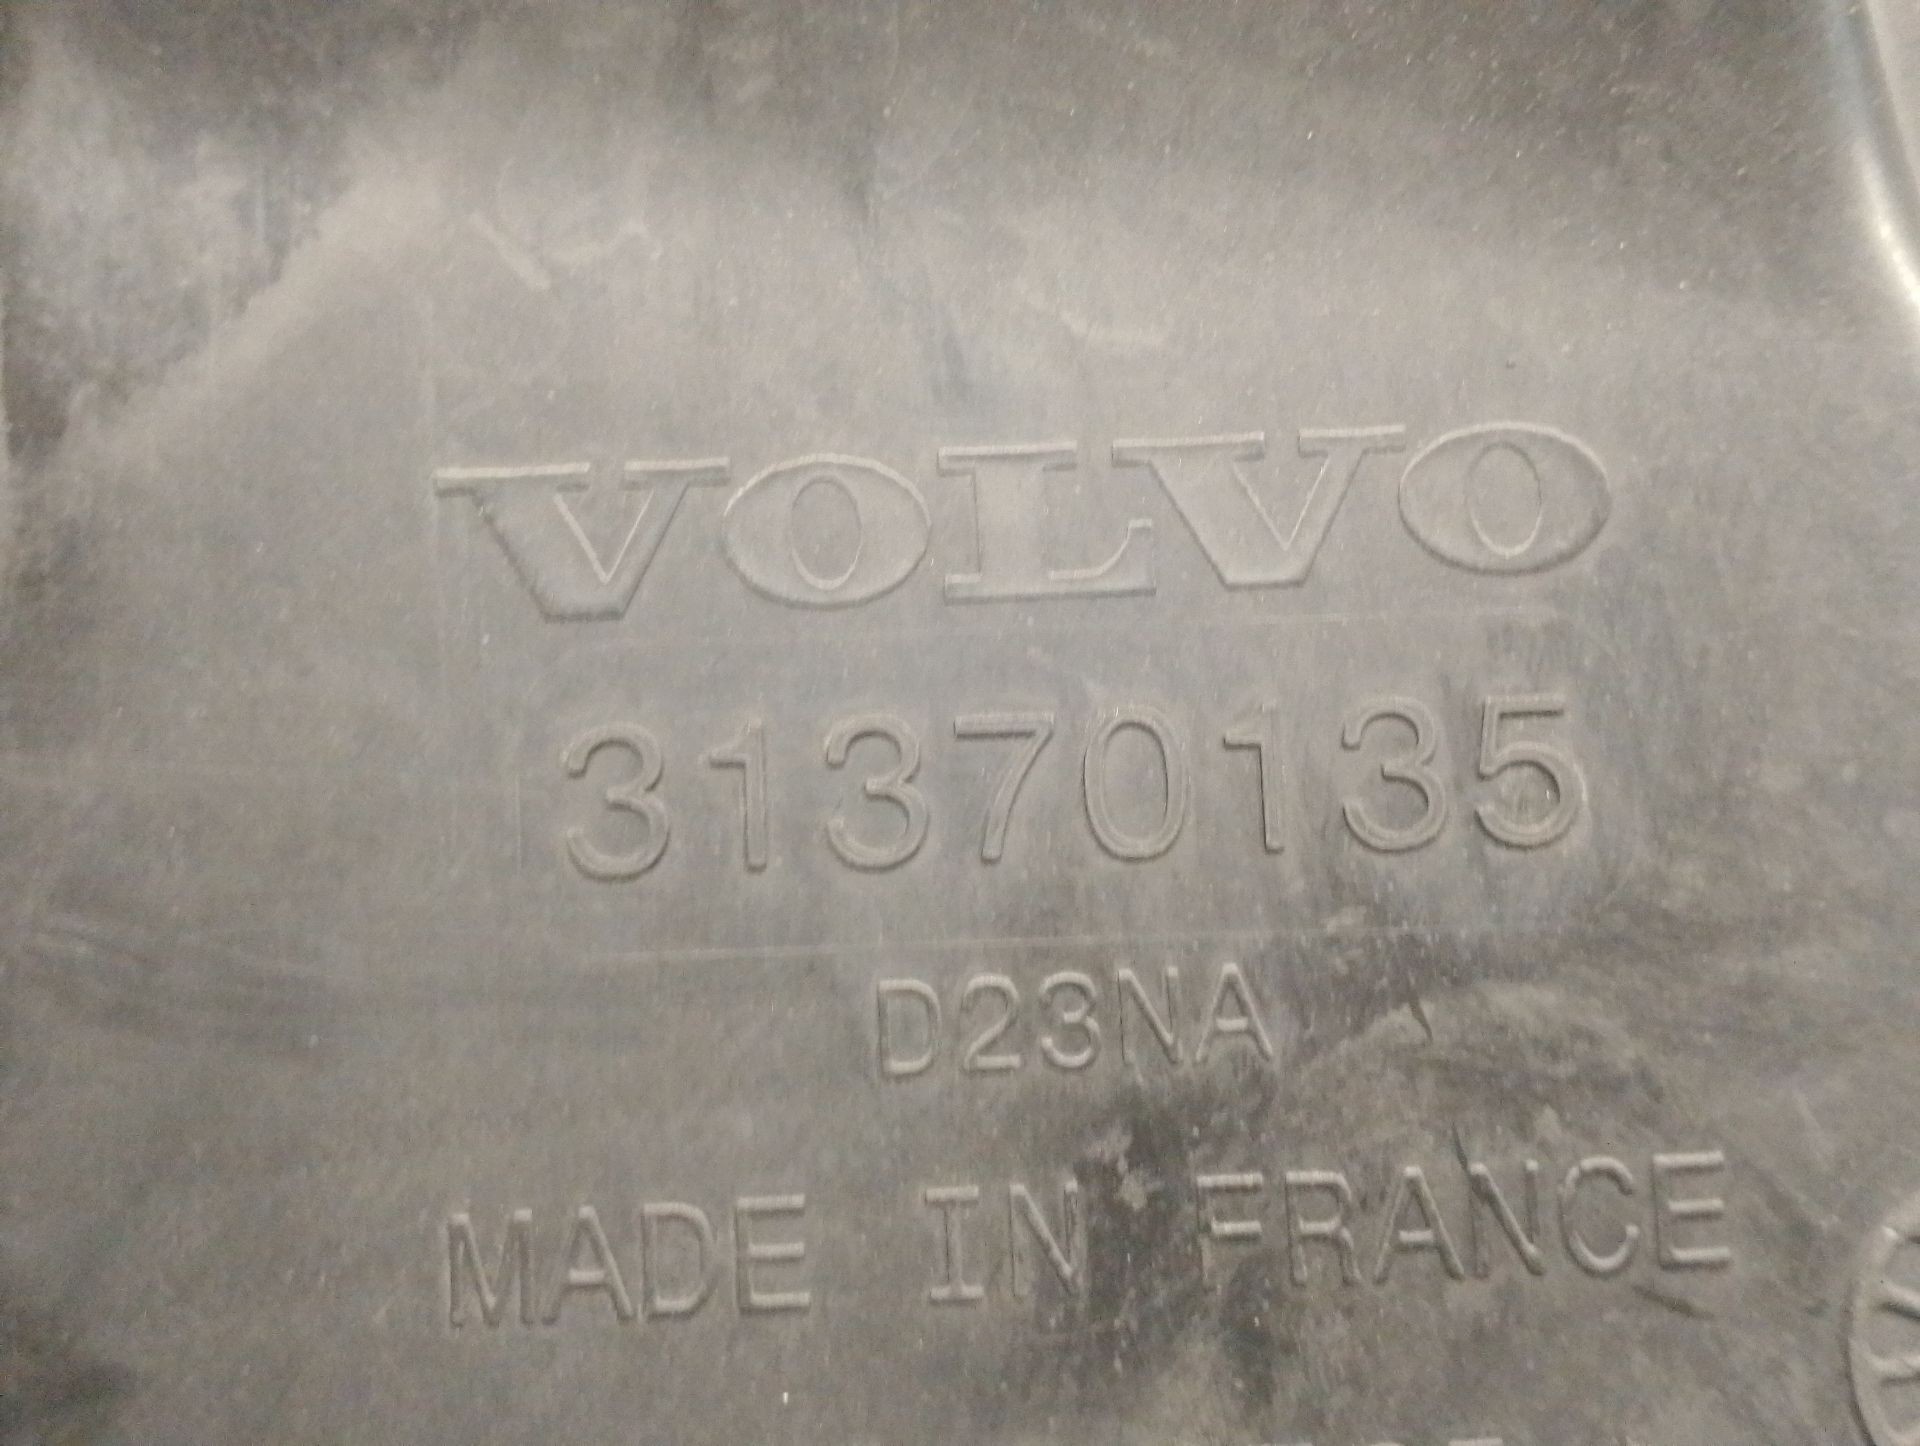 VOLVO
31370135
D23NA
MADE IN FRANCE